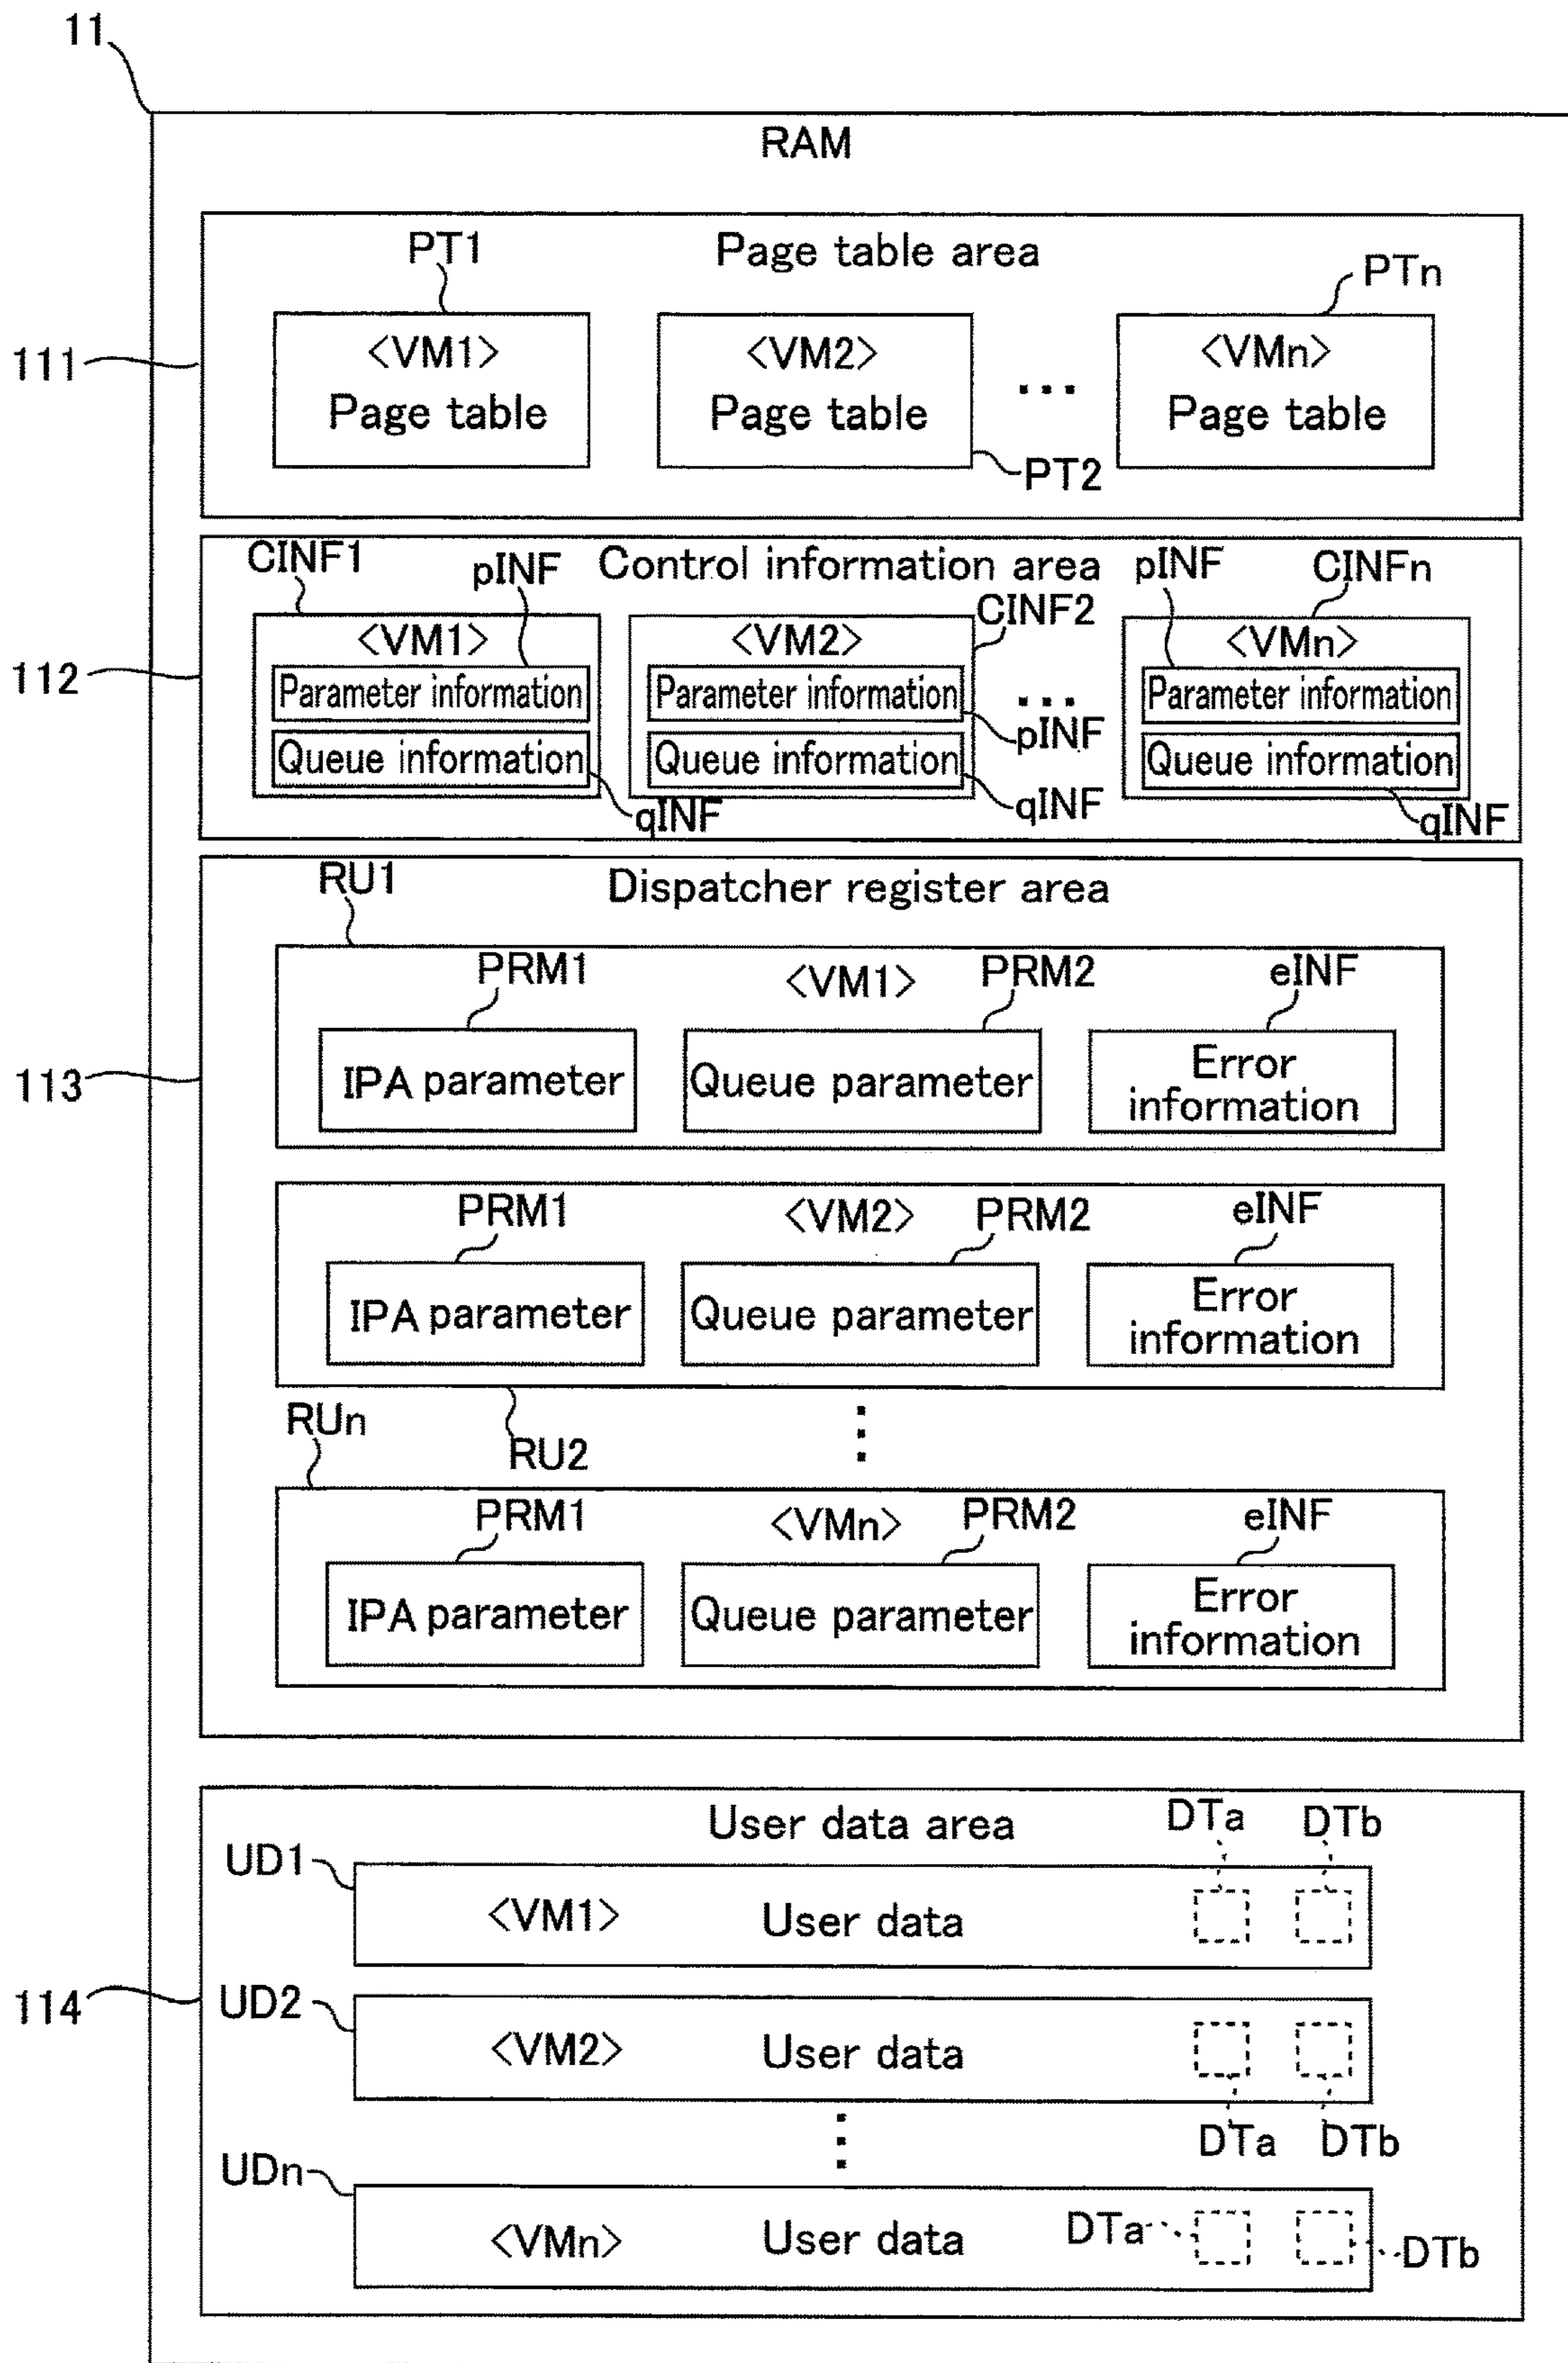 11
RAM
PT1
Page table area
PTn
111
<VM1>
Page table
<VM2>
Page table
...
<VMn>
Page table
PT2
CINF1
pINF
Control information area
pINF
CINFn
CINF2
112
<VM1>
Parameter information
Queue information
qINF
<VM2>
Parameter information
Queue information
pINF
qINF
...
<VMn>
Parameter information
Queue information
qINF
RU1
Dispatcher register area
113
PRM1
<VM1>
PRM2
eINF
IPA parameter
Queue parameter
Error
information
PRM1
<VM2>
PRM2
eINF
IPA parameter
Queue parameter
Error
information
RU2
RUn
PRM1
<VMn>
PRM2
eINF
IPA parameter
Queue parameter
Error
information
User data area
DTa
DTb
UD1
<VM1>
User data
114
UD2
<VM2>
User data
DTa
DTb
UDn
<VMn>
User data
DTa
DTb